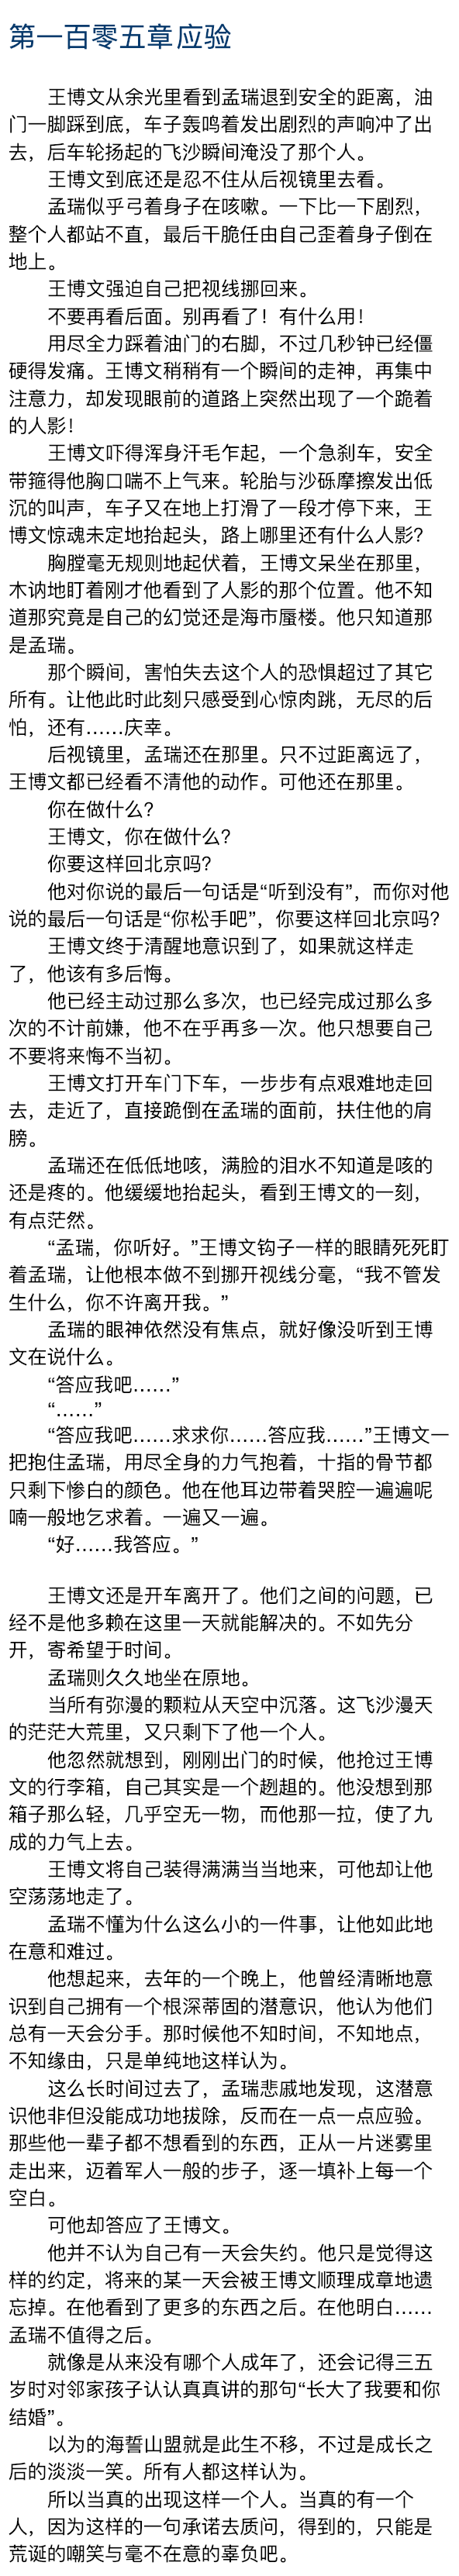 第一百零五章 应验
王博文从余光里看到孟瑞退到安全的距离，油
门一脚踩到底，车子轰鸣着发出剧烈的声响冲了出
去，后车轮扬起的飞沙瞬间淹没了那个人。
王博文到底还是忍不住从后视镜里去看。
孟瑞似乎弓着身子在咳嗽。一下比一下剧烈，
整个人都站不直，最后干脆任由自己歪着身子倒在
地上。
王博文强迫自己把视线挪回来。
不要再看后面。别再看了！有什么用！
用尽全力踩着油门的右脚，不过几秒钟已经僵
硬得发痛。王博文稍稍有一个瞬间的走神，再集中
注意力，却发现眼前的道路上突然出现了一个跪着
的人影！
王博文吓得浑身汗毛乍起，一个急刹车，安全
带箍得他胸口喘不上气来。轮胎与沙砾摩擦发出低
沉的叫声，车子又在地上打滑了一段才停下来，王
博文惊魂未定地抬起头，路上哪里还有什么人影？
胸膛毫无规则地起伏着，王博文呆坐在那里，
木讷地盯着刚才他看到了人影的那个位置。他不知
道那究竟是自己的幻觉还是海市蜃楼。他只知道那
是孟瑞。
那个瞬间，害怕失去这个人的恐惧超过了其它
所有。让他此时此刻只感受到心惊肉跳，无尽的后
怕，还有……庆幸。
后视镜里，孟瑞还在那里。只不过距离远了，
王博文都已经看不清他的动作。可他还在那里。
你在做什么？
王博文，你在做什么？
你要这样回北京吗？
他对你说的最后一句话是“听到没有”，而你对他
说的最后一句话是“你松手吧”，你要这样回北京吗？
王博文终于清醒地意识到了，如果就这样走
了，他该有多后悔。
他已经主动过那么多次，也已经完成过那么多
次的不计前嫌，他不在乎再多一次。他只想要自己
不要将来悔不当初。
王博文打开车门下车，一步步有点艰难地走回
去，走近了，直接跪倒在孟瑞的面前，扶住他的肩
膀。
孟瑞还在低低地咳，满脸的泪水不知道是咳的
还是疼的。他缓缓地抬起头，看到王博文的一刻，
有点茫然。
“孟瑞，你听好。”王博文钩子一样的眼睛死死盯
着孟瑞，让他根本做不到挪开视线分毫，“我不管发
生什么，你不许离开我。”
孟瑞的眼神依然没有焦点，就好像没听到王博
文在说什么。
“答应我吧……”
“……”
“答应我吧……求求你……答应我……”王博文一
把抱住孟瑞，用尽全身的力气抱着，十指的骨节都
只剩下惨白的颜色。他在他耳边带着哭腔一遍遍呢
喃一般地乞求着。一遍又一遍。
“好……我答应。”
王博文还是开车离开了。他们之间的问题，已
经不是他多赖在这里一天就能解决的。不如先分
开，寄希望于时间。
孟瑞则久久地坐在原地。
当所有弥漫的颗粒从天空中沉落。这飞沙漫天
的茫茫大荒里，又只剩下了他一个人。
他忽然就想到，刚刚出门的时候，他抢过王博
文的行李箱，自己其实是一个趔趄的。他没想到那
箱子那么轻，几乎空无一物，而他那一拉，使了九
成的力气上去。
王博文将自己装得满满当当地来，可他却让他
空荡荡地走了。
孟瑞不懂为什么这么小的一件事，让他如此地
在意和难过。
他想起来，去年的一个晚上，他曾经清晰地意
识到自己拥有一个根深蒂固的潜意识，他认为他们
总有一天会分手。那时候他不知时间，不知地点，
不知缘由，只是单纯地这样认为。
这么长时间过去了，孟瑞悲戚地发现，这潜意
识他非但没能成功地拔除，反而在一点一点应验。
那些他一辈子都不想看到的东西，正从一片迷雾里
走出来，迈着军人一般的步子，逐一填补上每一个
空白。
可他却答应了王博文。
他并不认为自己有一天会失约。他只是觉得这
样的约定，将来的某一天会被王博文顺理成章地遗
忘掉。在他看到了更多的东西之后。在他明白……
孟瑞不值得之后。
就像是从来没有哪个人成年了，还会记得三五
岁时对邻家孩子认认真真讲的那句“长大了我要和你
结婚”。
以为的海誓山盟就是此生不移，不过是成长之
后的淡淡一笑。所有人都这样认为。
所以当真的出现这样一个人。当真的有一个
人，因为这样的一句承诺去质问，得到的，只能是
荒诞的嘲笑与毫不在意的辜负吧。